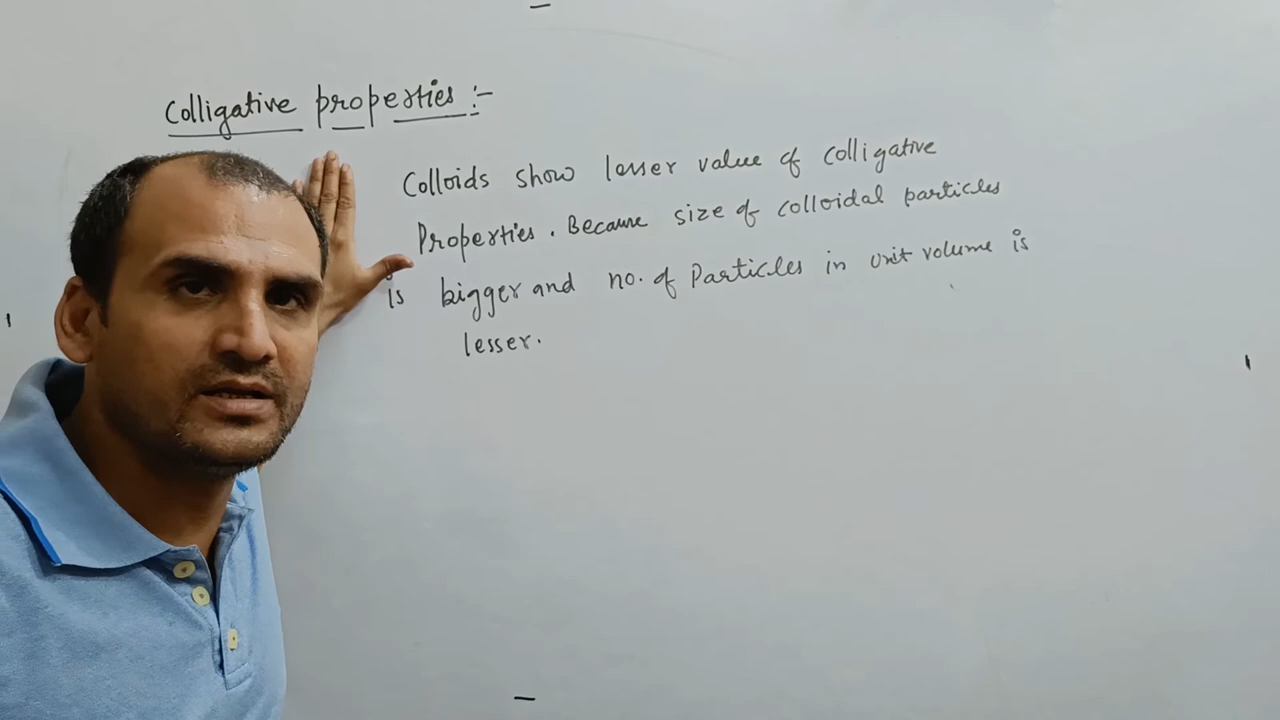 Colligative properties :-
Colloids show lesser value of colligative
Properties. Because size of colloidal particles
is bigger and no. of Particles in unit volume is
lesser.